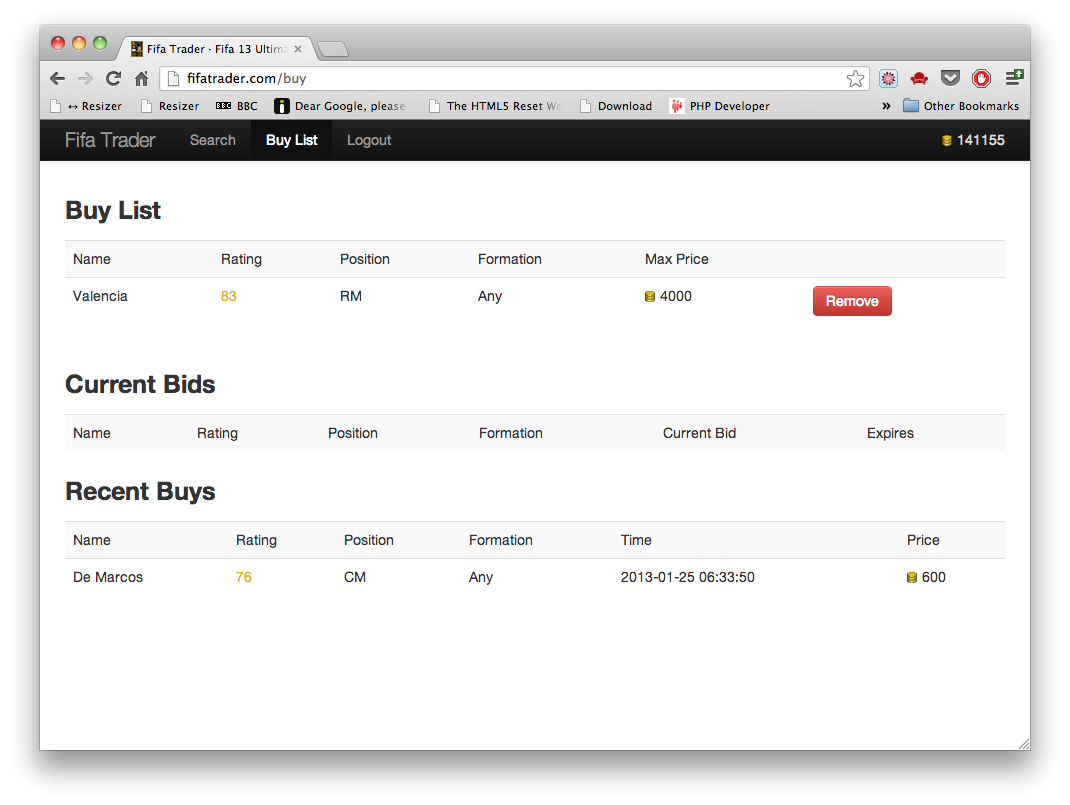 Fifa Trader · Fifa 13 Ultima
fifatrader.com/buy
↔ Resizer Resizer BBC BBC i Dear Google, please The HTML5 Reset Wo Download PHP Developer » Other Bookmarks
Fifa Trader Search Buy List Logout 141155
Buy List
Name Rating Position Formation Max Price
Valencia 83 RM Any 4000 Remove
Current Bids
Name Rating Position Formation Current Bid Expires
Recent Buys
Name Rating Position Formation Time Price
De Marcos 76 CM Any 2013-01-25 06:33:50 600